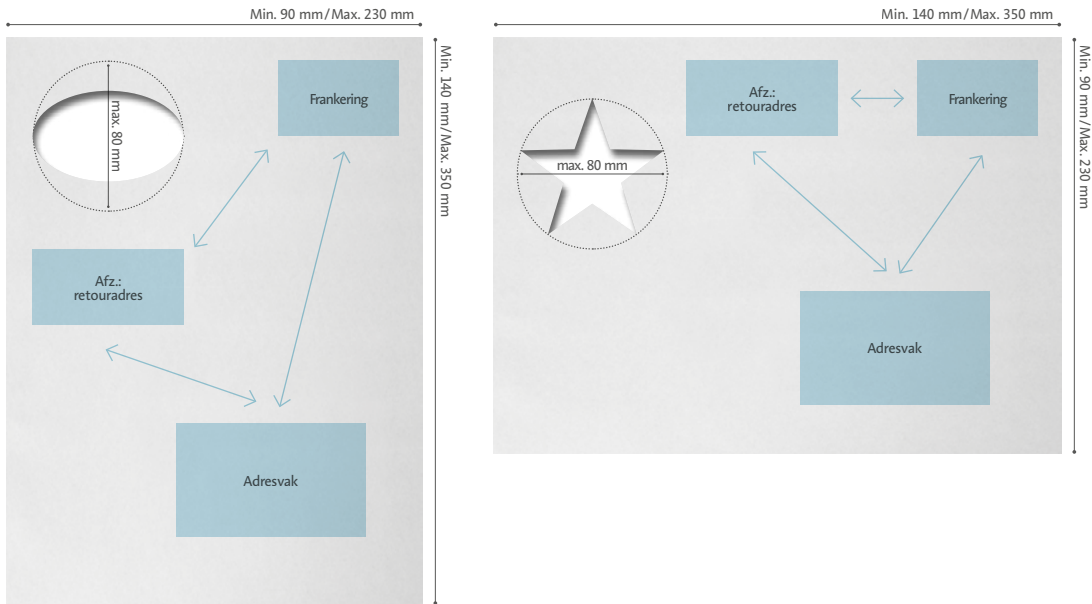 Min. 90 mm/Max. 230 mm
Min. 140 mm/Max. 350 mm
max. 80 mm
Frankering
Afz.:
retouradres
Adresvak
Min. 140 mm/Max. 350 mm
Min. 90 mm/Max. 230 mm
max. 80 mm
Afz.:
retouradres
Frankering
Adresvak